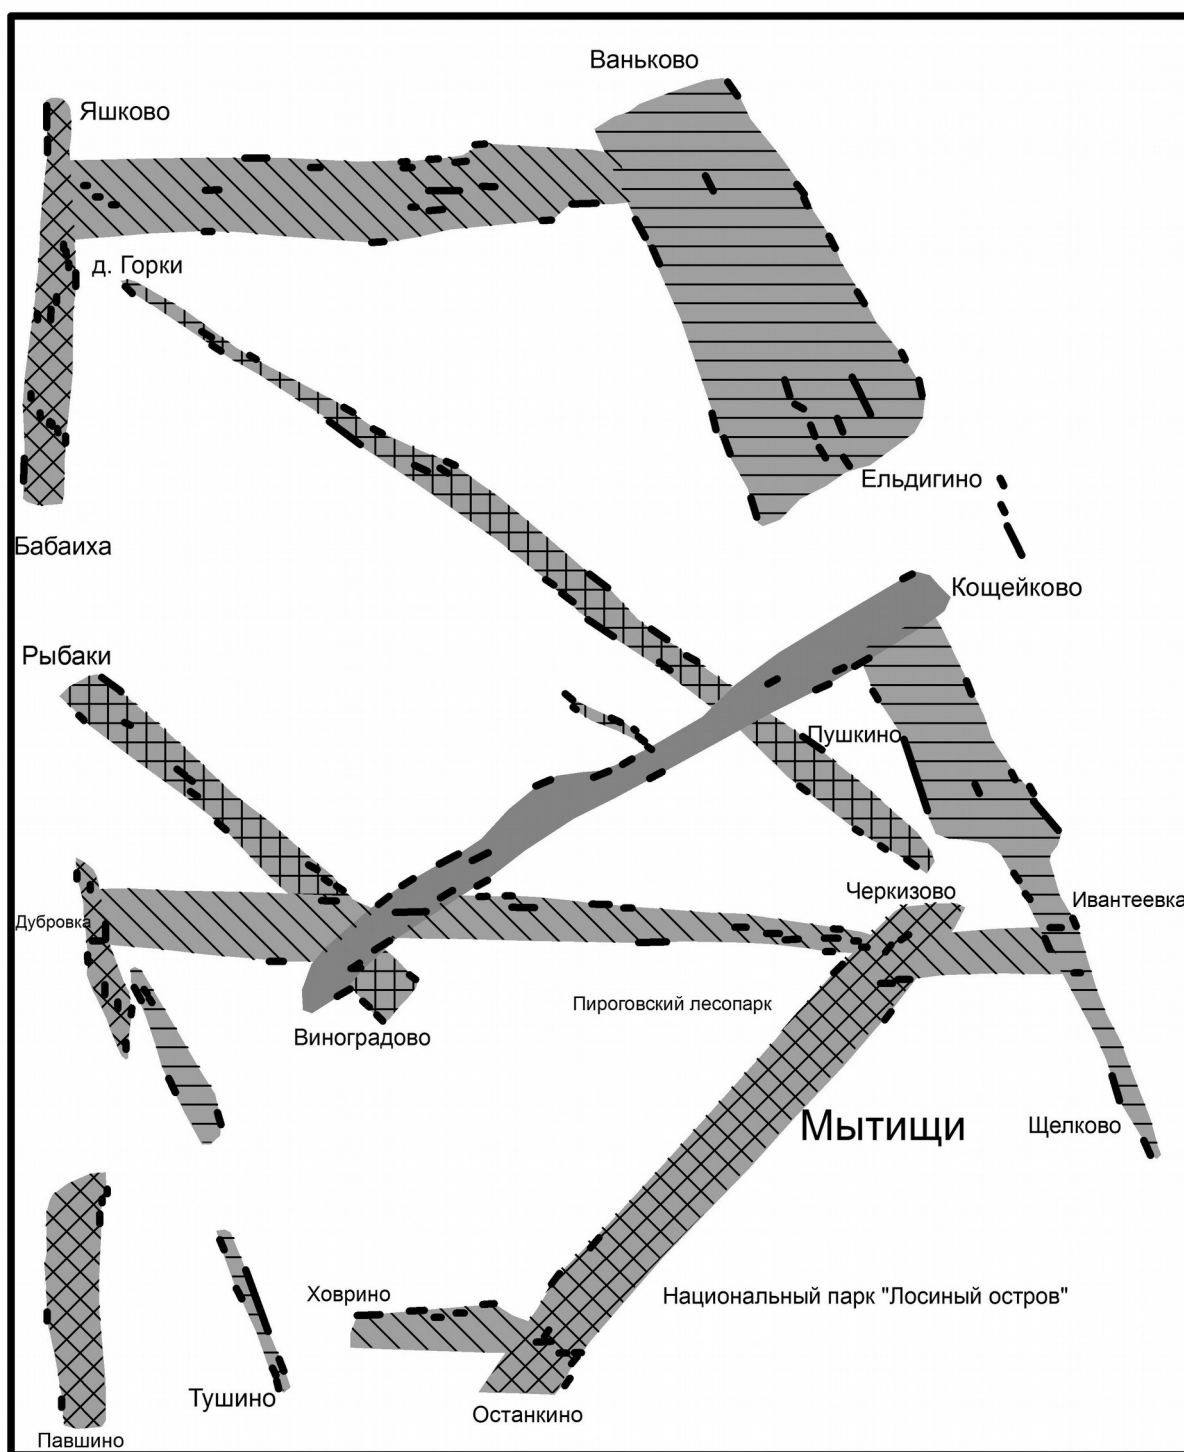 Ваньково
Яшково
д. Горки
Ельдигино
Бабаиха
Кощейково
Рыбаки
Пушкино
Черкизово
Ивантеевка
Дубровка
Пироговский лесопарк
Виноградово
Мытищи
Щелково
Ховрино
Национальный парк "Лосиный остров"
Тушино
Останкино
Павшино